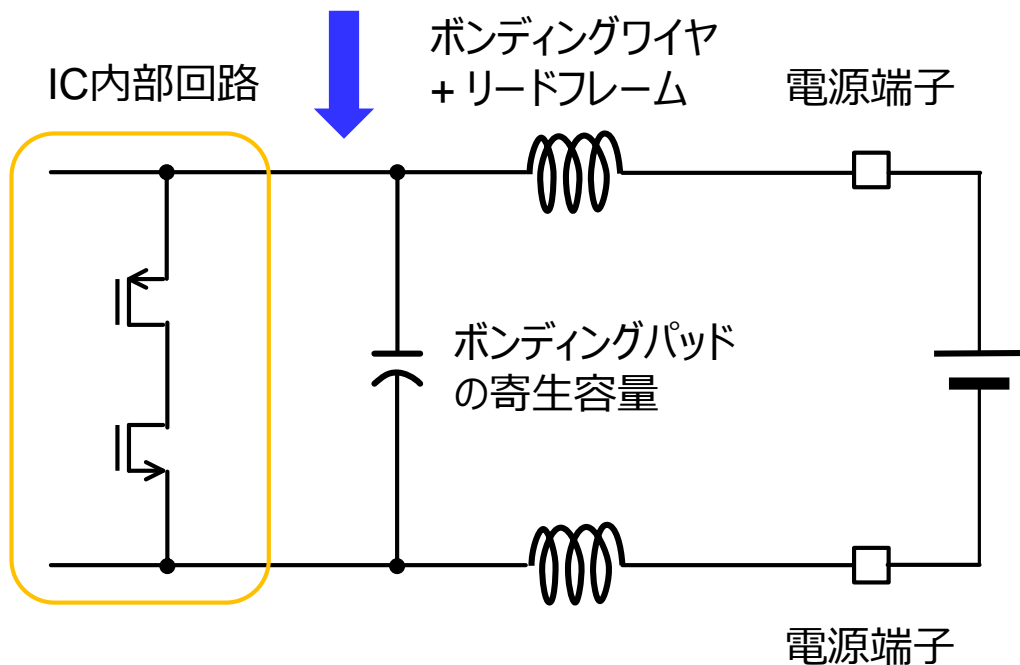 IC内部回路
ボンディングワイヤ
+ リードフレーム
電源端子
ボンディングパッド
の寄生容量
電源端子